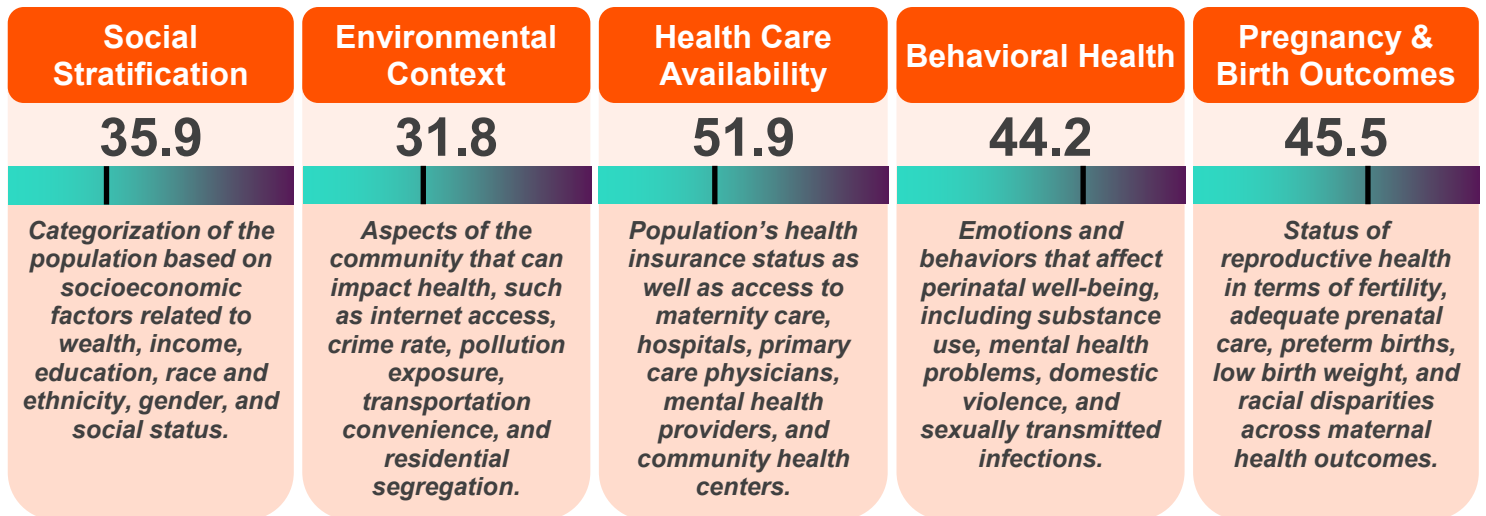 Social
Stratification
35.9
Categorization of the
population based on
socioeconomic
factors related to
wealth, income,
education, race and
ethnicity, gender, and
social status.
Environmental
Context
31.8
Aspects of the
community that can
impact health, such
as internet access,
crime rate, pollution
exposure,
transportation
convenience, and
residential
segregation.
Health Care
Availability
51.9
Population’s health
insurance status as
well as access to
maternity care,
hospitals, primary
care physicians,
mental health
providers, and
community health
centers.
Behavioral Health
44.2
Emotions and
behaviors that affect
perinatal well-being,
including substance
use, mental health
problems, domestic
violence, and
sexually transmitted
infections.
Pregnancy &
Birth Outcomes
45.5
Status of
reproductive health
in terms of fertility,
adequate prenatal
care, preterm births,
low birth weight, and
racial disparities
across maternal
health outcomes.